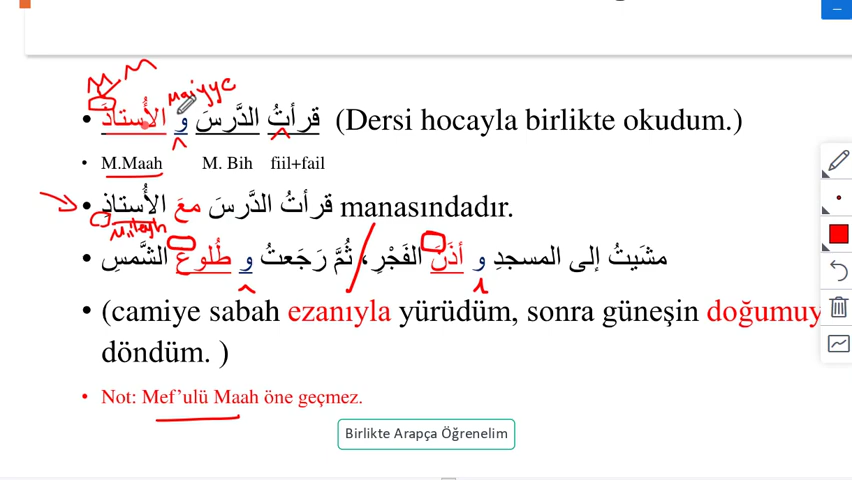 maiyye
• قرأتُ الدَّرسَ و الأُستاذَ (Dersi hocayla birlikte okudum.)
• M.Maah M. Bih fiil+fail
• قرأتُ الدَّرسَ معَ الأُستاذِ manasındadır.
• مشَيتُ إلى المسجدِ و أذَنَ الفَجْرِ، ثُمَّ رَجَعتُ و طُلوعَ الشَّمسِ
• (camiye sabah ezanıyla yürüdüm, sonra güneşin doğumuy
döndüm. )
• Not: Mef'ulü Maah öne geçmez.
Birlikte Arapça Öğrenelim